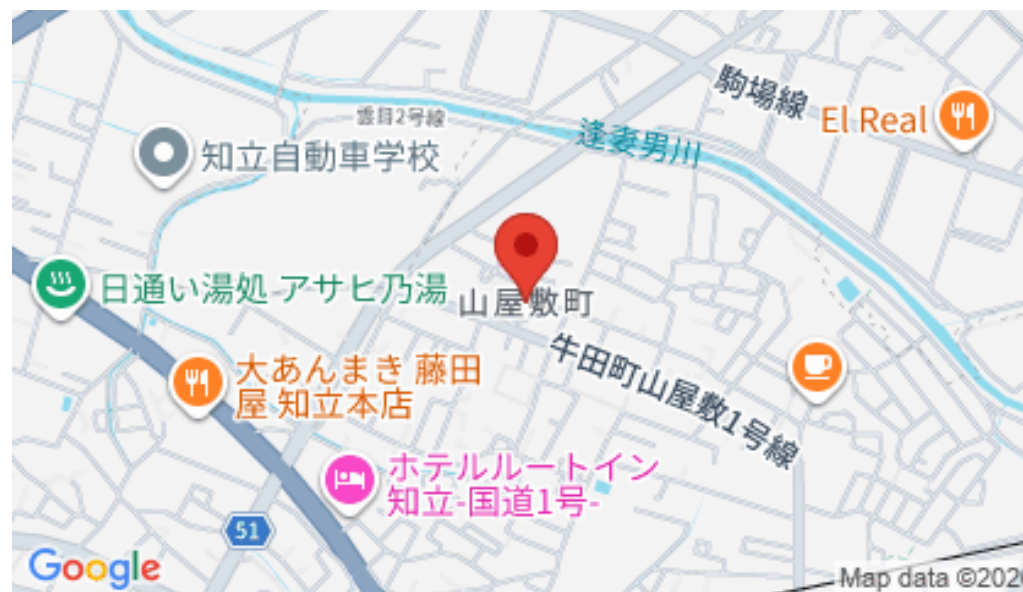 駒場線
El Real
雲目2号線
逢妻男川
知立自動車学校
日通い湯処 アサヒ乃湯
山屋敷町
牛田町山屋敷1号線
大あんまき 藤田
屋 知立本店
ホテルルートイン
知立-国道1号-
51
Google
Map data ©202